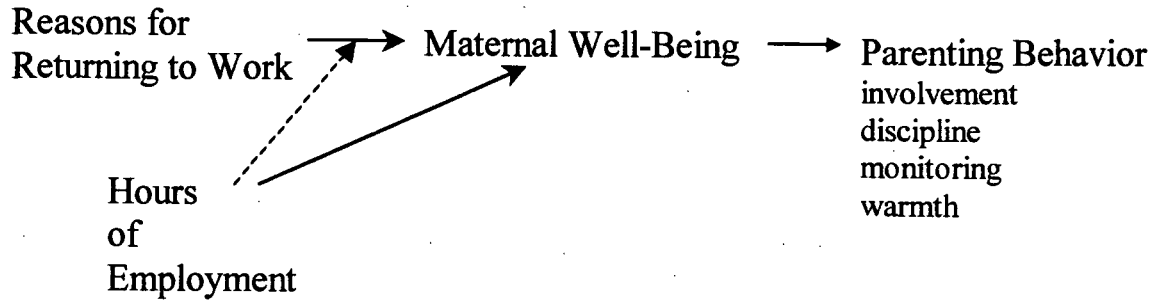 Reasons for
Returning to Work
Maternal Well-Being
Parenting Behavior
involvement
discipline
monitoring
warmth
Hours
of
Employment